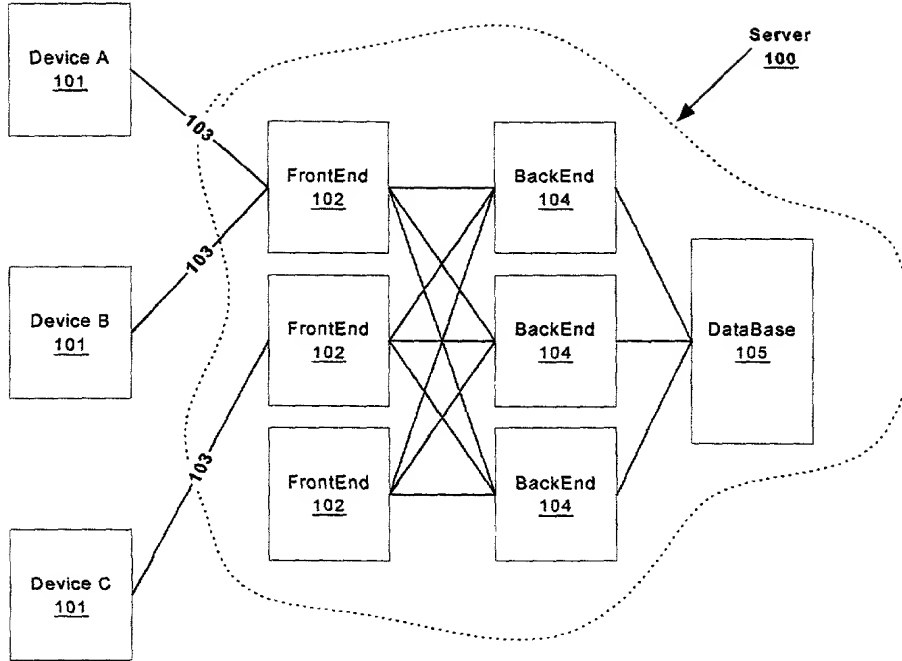 Device A
101
Server
100
103
FrontEnd
102
BackEnd
104
103
Device B
101
FrontEnd
102
BackEnd
104
DataBase
105
103
FrontEnd
102
BackEnd
104
Device C
101